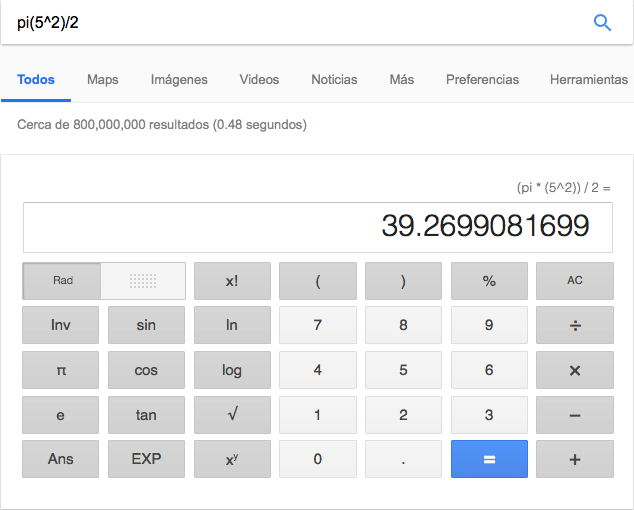 pi(5^2)/2
Todos Maps Imágenes Videos Noticias Más Preferencias Herramientas
Cerca de 800,000,000 resultados (0.48 segundos)
(pi * (5^2)) / 2 =
39.2699081699
Rad x! ( ) % AC
Inv sin ln 7 8 9 ÷
π cos log 4 5 6 ×
e tan √ 1 2 3 −
Ans EXP xʸ 0 . = +